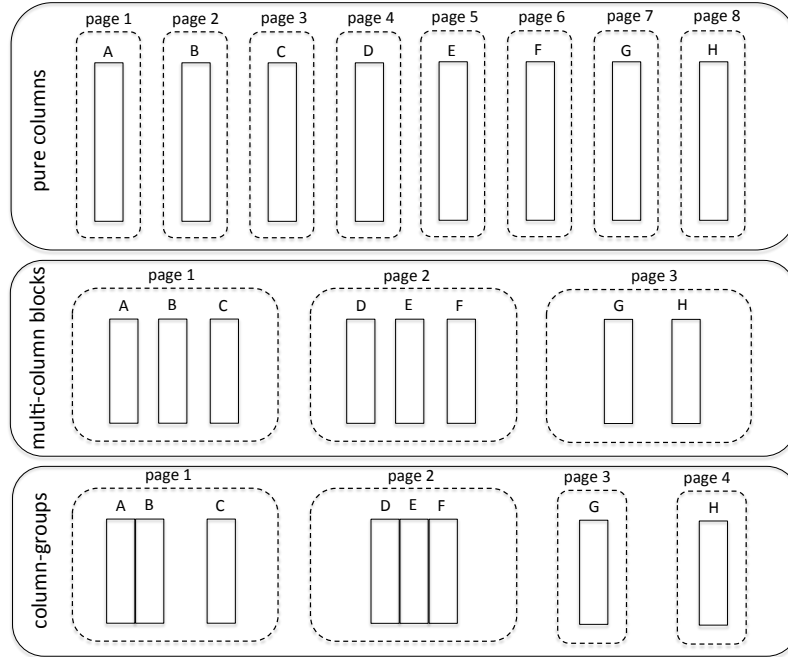 page 1 page 2 page 3 page 4 page 5 page 6 page 7 page 8
A B C D E F G H
pure columns
page 1 page 2 page 3
A B C D E F G H
multi-column blocks
page 1 page 2 page 3 page 4
A B C D E F G H
column-groups